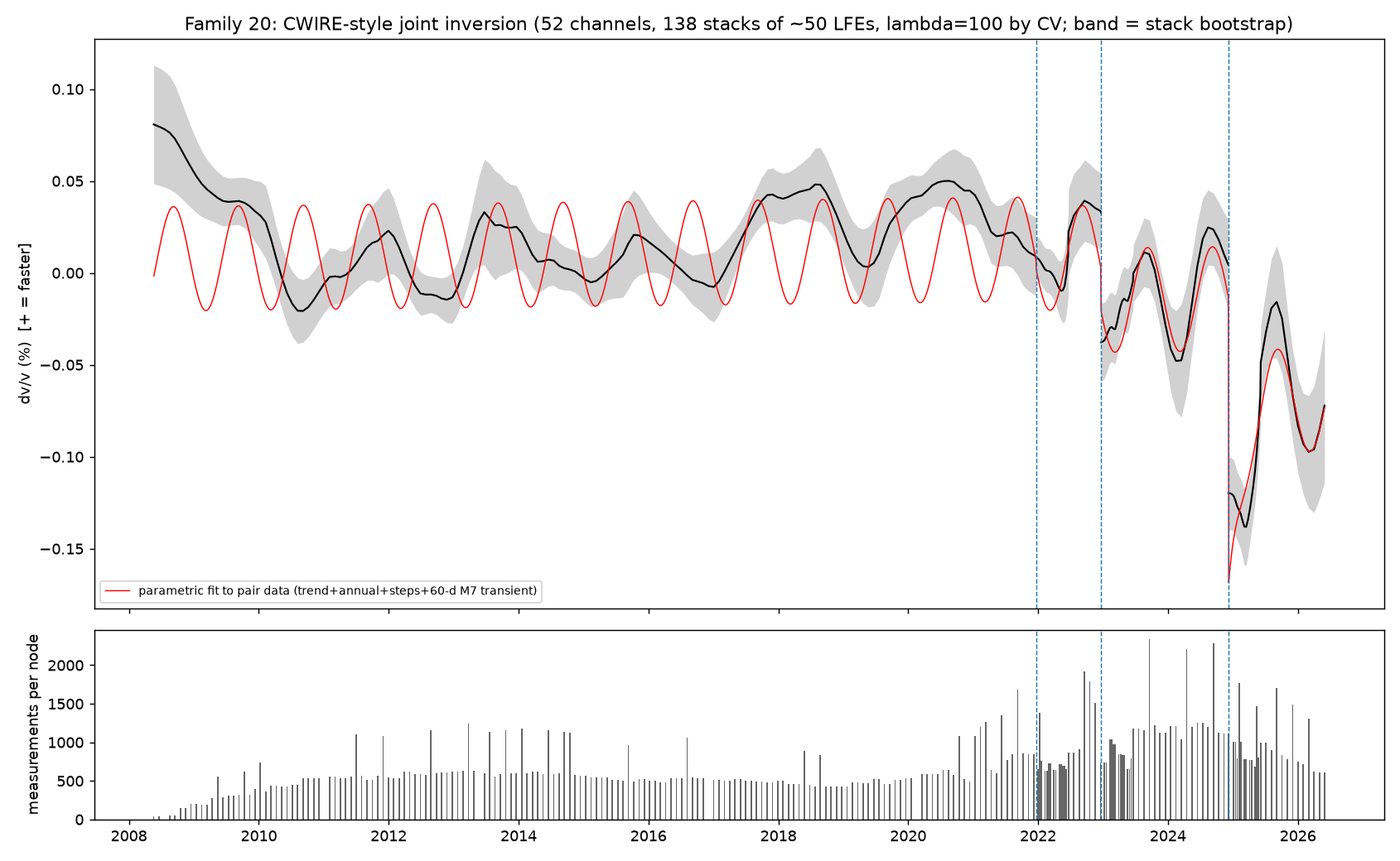 Family 20: CWIRE-style joint inversion (52 channels, 138 stacks of ~50 LFEs, lambda=100 by CV; band = stack bootstrap)
dv/v (%)  [+ = faster]
0.10
0.05
0.00
−0.05
−0.10
−0.15
parametric fit to pair data (trend+annual+steps+60-d M7 transient)
measurements per node
2000
1500
1000
500
0
2008 2010 2012 2014 2016 2018 2020 2022 2024 2026